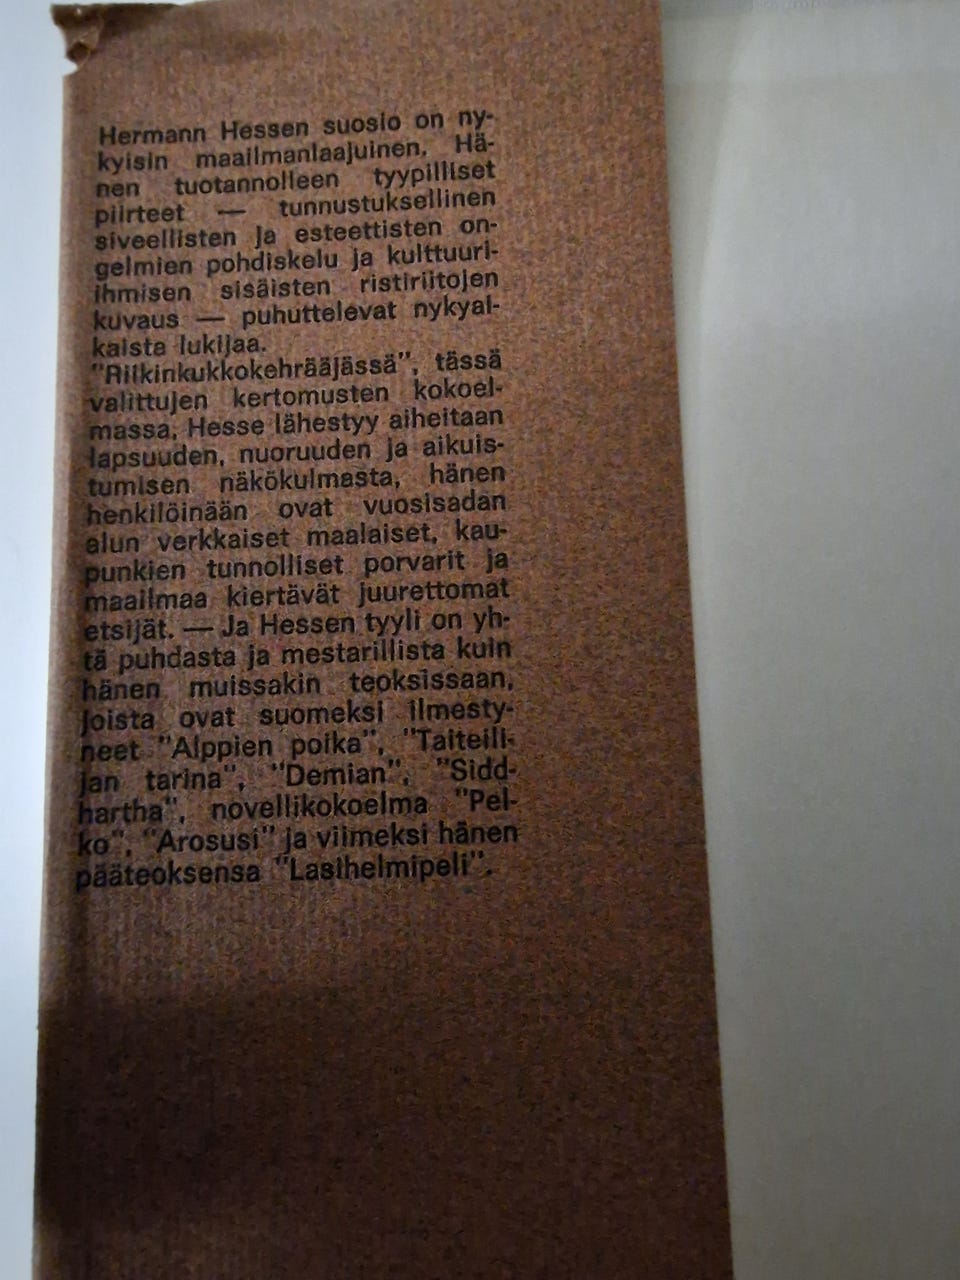 Hermann Hessen suosio on ny-
kyisin maailmanlaajuinen. Hä-
nen tuotannolleen tyypilliset
piirteet — tunnustuksellinen
siveellisten ja esteettisten on-
gelmien pohdiskelu ja kulttuuri-
ihmisen sisäisten ristiriitojen
kuvaus — puhuttelevat nykyai-
kaista lukijaa.
"Riikinkukkokehrääjässä", tässä
valittujen kertomusten kokoel-
massa, Hesse lähestyy aiheitaan
lapsuuden, nuoruuden ja aikuis-
tumisen näkökulmasta, hänen
henkilöinään ovat vuosisadan
alun verkkaiset maalaiset, kau-
punkien tunnolliset porvarit ja
maailmaa kiertävät juurettomat
etsijät. — Ja Hessen tyyli on yh-
tä puhdasta ja mestarillista kuin
hänen muissakin teoksissaan,
joista ovat suomeksi ilmesty-
neet "Alppien poika", "Taiteili-
jan tarina", "Demian", "Sidd-
hartha", novellikokoelma "Pel-
ko", "Arosusi" ja viimeksi hänen
pääteoksensa "Lasihelmipeli".